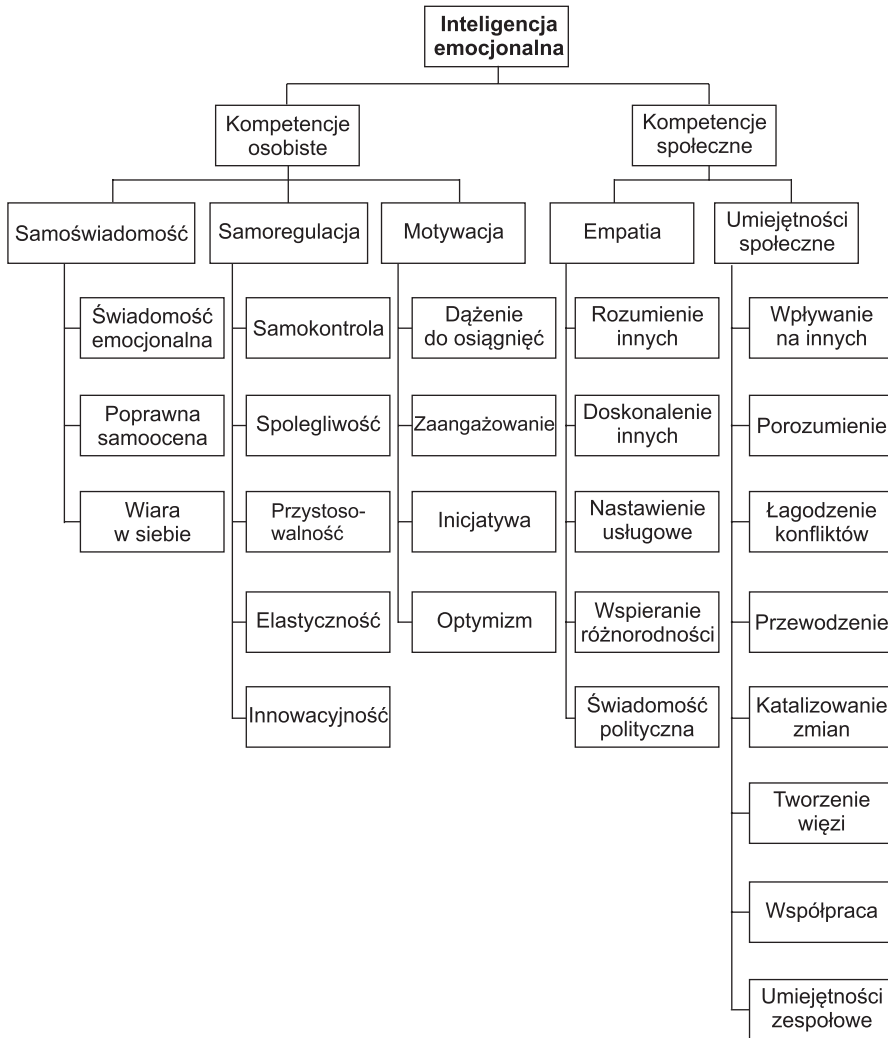 Inteligencja
emocjonalna
Kompetencje
osobiste
Kompetencje
społeczne
Samoświadomość
Samoregulacja
Motywacja
Empatia
Umiejętności
społeczne
Świadomość
emocjonalna
Poprawna
samoocena
Wiara
w siebie
Samokontrola
Spolegliwość
Przystoso-
walność
Elastyczność
Innowacyjność
Dążenie
do osiągnięć
Zaangażowanie
Inicjatywa
Optymizm
Rozumienie
innych
Doskonalenie
innych
Nastawienie
usługowe
Wspieranie
różnorodności
Świadomość
polityczna
Wpływanie
na innych
Porozumienie
Łagodzenie
konfliktów
Przewodzenie
Katalizowanie
zmian
Tworzenie
więzi
Współpraca
Umiejętności
zespołowe